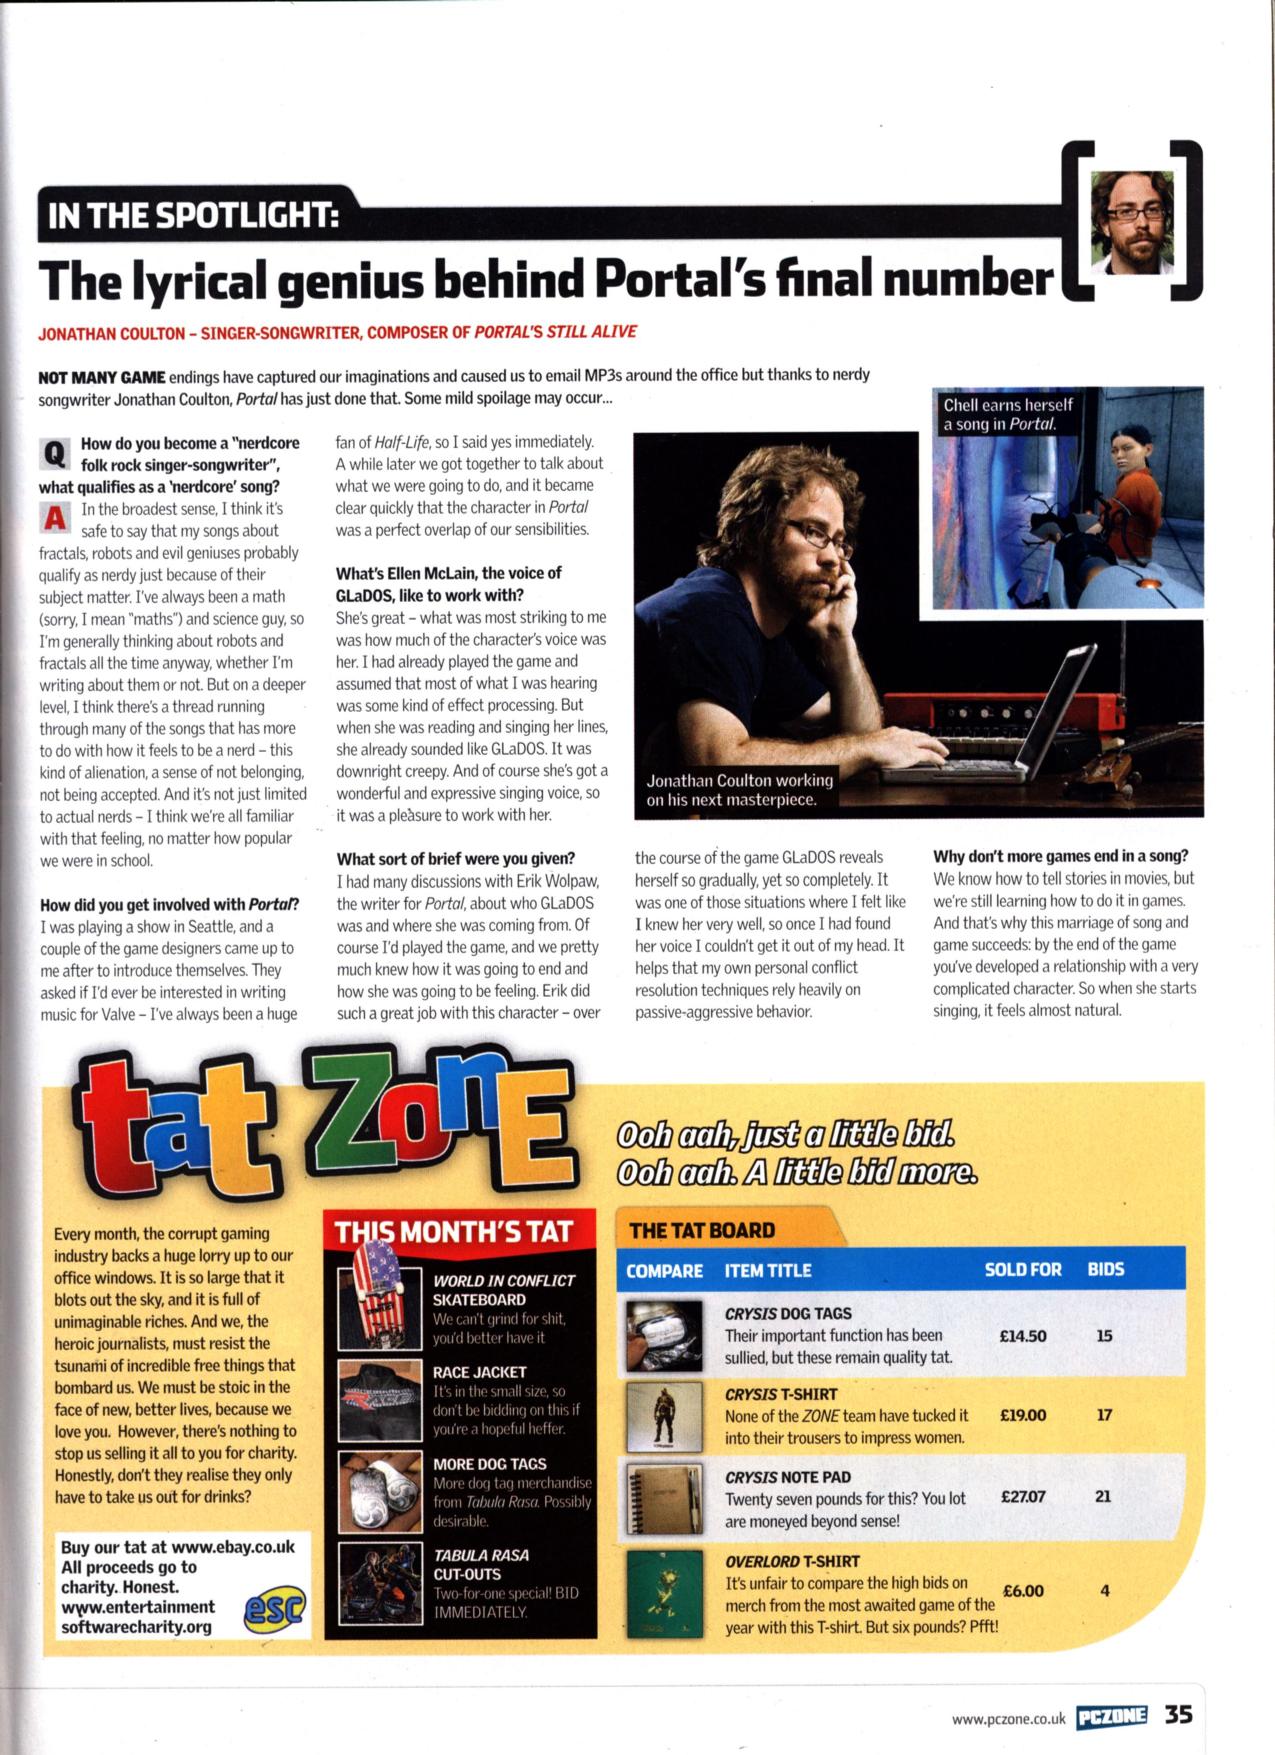 IN THE SPOTLIGHT:
The lyrical genius behind Portal's final number
JONATHAN COULTON – SINGER-SONGWRITER, COMPOSER OF PORTAL'S STILL ALIVE
NOT MANY GAME endings have captured our imaginations and caused us to email MP3s around the office but thanks to nerdy
songwriter Jonathan Coulton, Portal has just done that. Some mild spoilage may occur...
Q How do you become a "nerdcore
folk rock singer-songwriter",
what qualifies as a 'nerdcore' song?
A In the broadest sense, I think it's
safe to say that my songs about
fractals, robots and evil geniuses probably
qualify as nerdy just because of their
subject matter. I've always been a math
(sorry, I mean "maths") and science guy, so
I'm generally thinking about robots and
fractals all the time anyway, whether I'm
writing about them or not. But on a deeper
level, I think there's a thread running
through many of the songs that has more
to do with how it feels to be a nerd – this
kind of alienation, a sense of not belonging,
not being accepted. And it's not just limited
to actual nerds – I think we're all familiar
with that feeling, no matter how popular
we were in school.
How did you get involved with Portal?
I was playing a show in Seattle, and a
couple of the game designers came up to
me after to introduce themselves. They
asked if I'd ever be interested in writing
music for Valve – I've always been a huge
fan of Half-Life, so I said yes immediately.
A while later we got together to talk about
what we were going to do, and it became
clear quickly that the character in Portal
was a perfect overlap of our sensibilities.
What's Ellen McLain, the voice of
GLaDOS, like to work with?
She's great – what was most striking to me
was how much of the character's voice was
her. I had already played the game and
assumed that most of what I was hearing
was some kind of effect processing. But
when she was reading and singing her lines,
she already sounded like GLaDOS. It was
downright creepy. And of course she's got a
wonderful and expressive singing voice, so
it was a pleasure to work with her.
What sort of brief were you given?
I had many discussions with Erik Wolpaw,
the writer for Portal, about who GLaDOS
was and where she was coming from. Of
course I'd played the game, and we pretty
much knew how it was going to end and
how she was going to be feeling. Erik did
such a great job with this character – over
the course of the game GLaDOS reveals
herself so gradually, yet so completely. It
was one of those situations where I felt like
I knew her very well, so once I had found
her voice I couldn't get it out of my head. It
helps that my own personal conflict
resolution techniques rely heavily on
passive-aggressive behavior.
Why don't more games end in a song?
We know how to tell stories in movies, but
we're still learning how to do it in games.
And that's why this marriage of song and
game succeeds: by the end of the game
you've developed a relationship with a very
complicated character. So when she starts
singing, it feels almost natural.
Chell earns herself
a song in Portal.
Jonathan Coulton working
on his next masterpiece.
tat ZonE
Ooh aah, just a little bid.
Ooh aah. A little bid more.
Every month, the corrupt gaming
industry backs a huge lorry up to our
office windows. It is so large that it
blots out the sky, and it is full of
unimaginable riches. And we, the
heroic journalists, must resist the
tsunami of incredible free things that
bombard us. We must be stoic in the
face of new, better lives, because we
love you. However, there's nothing to
stop us selling it all to you for charity.
Honestly, don't they realise they only
have to take us out for drinks?
Buy our tat at www.ebay.co.uk
All proceeds go to
charity. Honest.
www.entertainment
softwarecharity.org
esc
THIS MONTH'S TAT
WORLD IN CONFLICT
SKATEBOARD
We can't grind for shit,
you'd better have it
RACE JACKET
It's in the small size, so
don't be bidding on this if
you're a hopeful heffer.
MORE DOG TAGS
More dog tag merchandise
from Tabula Rasa. Possibly
desirable.
TABULA RASA
CUT-OUTS
Two-for-one special! BID
IMMEDIATELY.
THE TAT BOARD
COMPARE ITEM TITLE SOLD FOR BIDS
CRYSIS DOG TAGS
Their important function has been
sullied, but these remain quality tat.
£14.50 15
CRYSIS T-SHIRT
None of the ZONE team have tucked it
into their trousers to impress women.
£19.00 17
CRYSIS NOTE PAD
Twenty seven pounds for this? You lot
are moneyed beyond sense!
£27.07 21
OVERLORD T-SHIRT
It's unfair to compare the high bids on
merch from the most awaited game of the
year with this T-shirt. But six pounds? Pfft!
£6.00 4
www.pczone.co.uk PCZONE 35